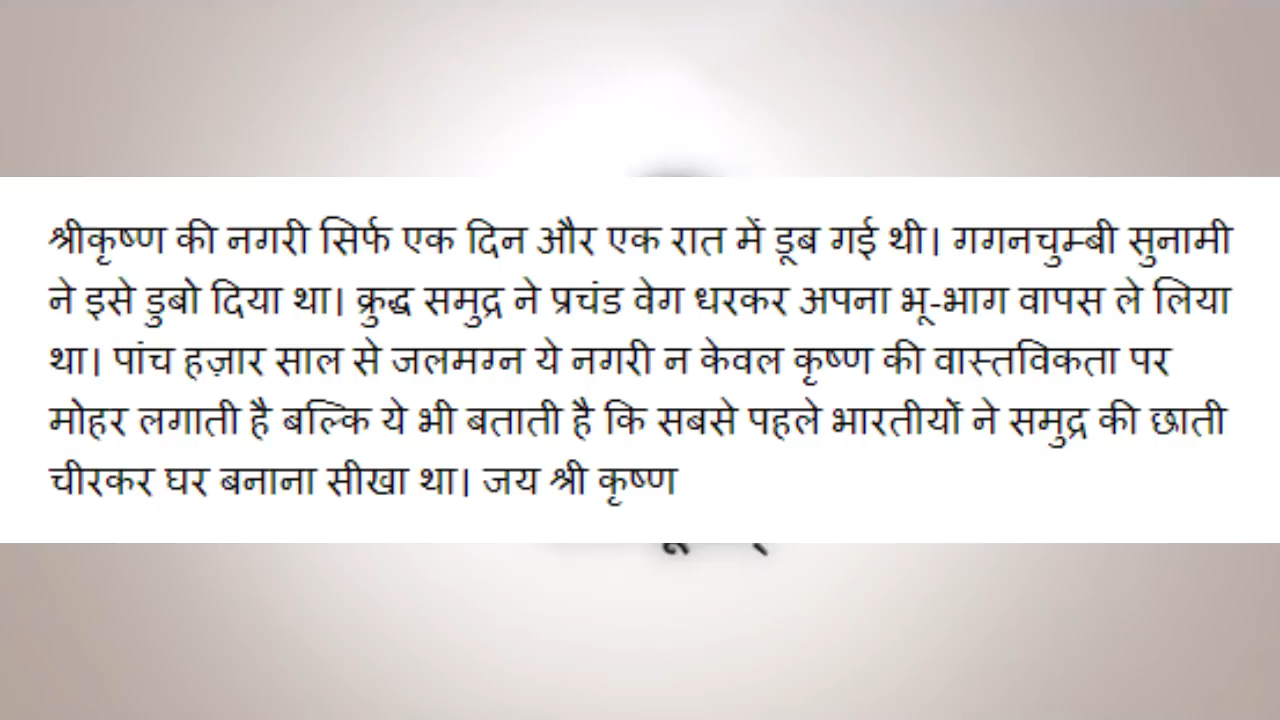 श्रीकृष्ण की नगरी सिर्फ एक दिन और एक रात में डूब गई थी। गगनचुम्बी सुनामी
ने इसे डुबो दिया था। क्रुद्ध समुद्र ने प्रचंड वेग धरकर अपना भू-भाग वापस ले लिया
था। पांच हज़ार साल से जलमग्न ये नगरी न केवल कृष्ण की वास्तविकता पर
मोहर लगाती है बल्कि ये भी बताती है कि सबसे पहले भारतीयों ने समुद्र की छाती
चीरकर घर बनाना सीखा था। जय श्री कृष्ण